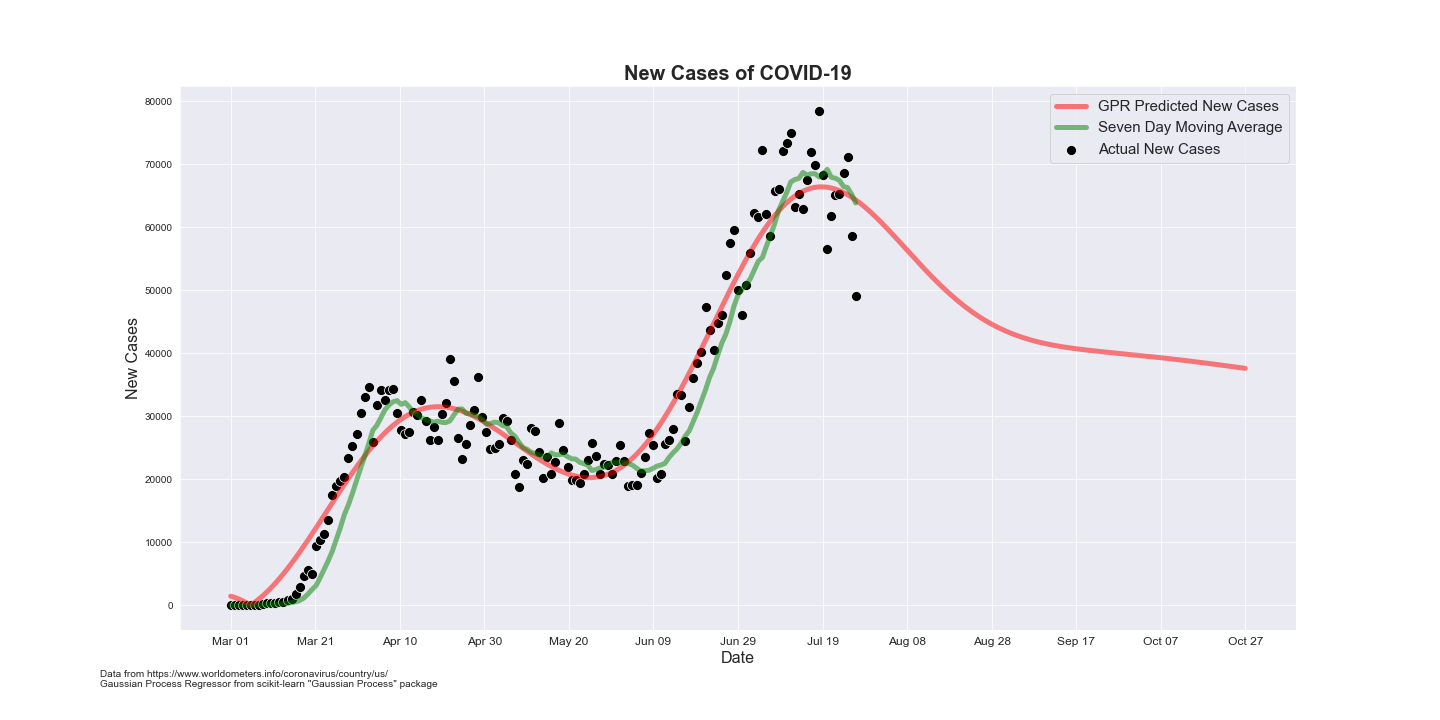 New Cases of COVID-19
GPR Predicted New Cases
Seven Day Moving Average
Actual New Cases
80000
70000
60000
50000
40000
30000
20000
10000
0
New Cases
Mar 01 Mar 21 Apr 10 Apr 30 May 20 Jun 09 Jun 29 Jul 19 Aug 08 Aug 28 Sep 17 Oct 07 Oct 27
Date
Data from https://www.worldometers.info/coronavirus/country/us/
Gaussian Process Regressor from scikit-learn "Gaussian Process" package